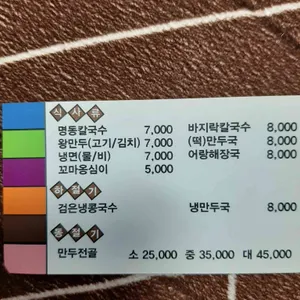 식사류
명동칼국수 7,000 바지락칼국수 8,000
왕만두(고기/김치) 7,000 (떡)만두국 8,000
냉면(물/비) 7,000 어랑해장국 8,000
꼬마옹심이 5,000
하절기
검은냉콩국수 8,000 냉만두국 8,000
동절기
만두전골 소 25,000 중 35,000 대 45,000